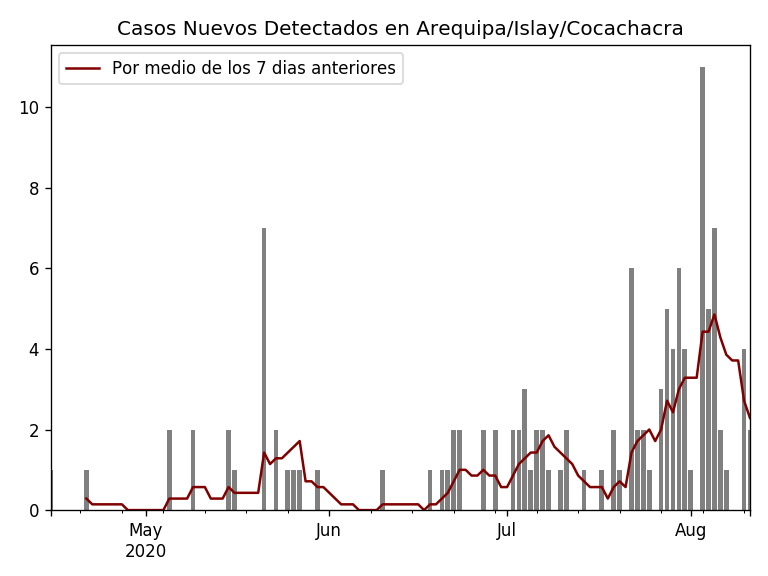 Casos Nuevos Detectados en Arequipa/Islay/Cocachacra
Por medio de los 7 dias anteriores
10
8
6
4
2
0
May Jun Jul Aug
2020